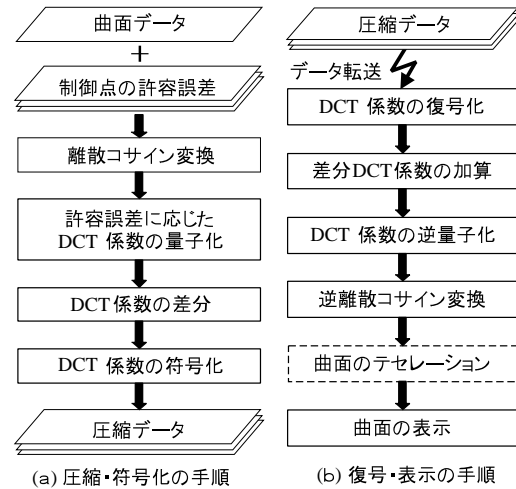 曲面データ
+
制御点の許容誤差
離散コサイン変換
許容誤差に応じた
DCT 係数の量子化
DCT 係数の差分
DCT 係数の符号化
圧縮データ
(a) 圧縮・符号化の手順
圧縮データ
データ転送
DCT 係数の復号化
差分DCT係数の加算
DCT 係数の逆量子化
逆離散コサイン変換
曲面のテセレーション
曲面の表示
(b) 復号・表示の手順